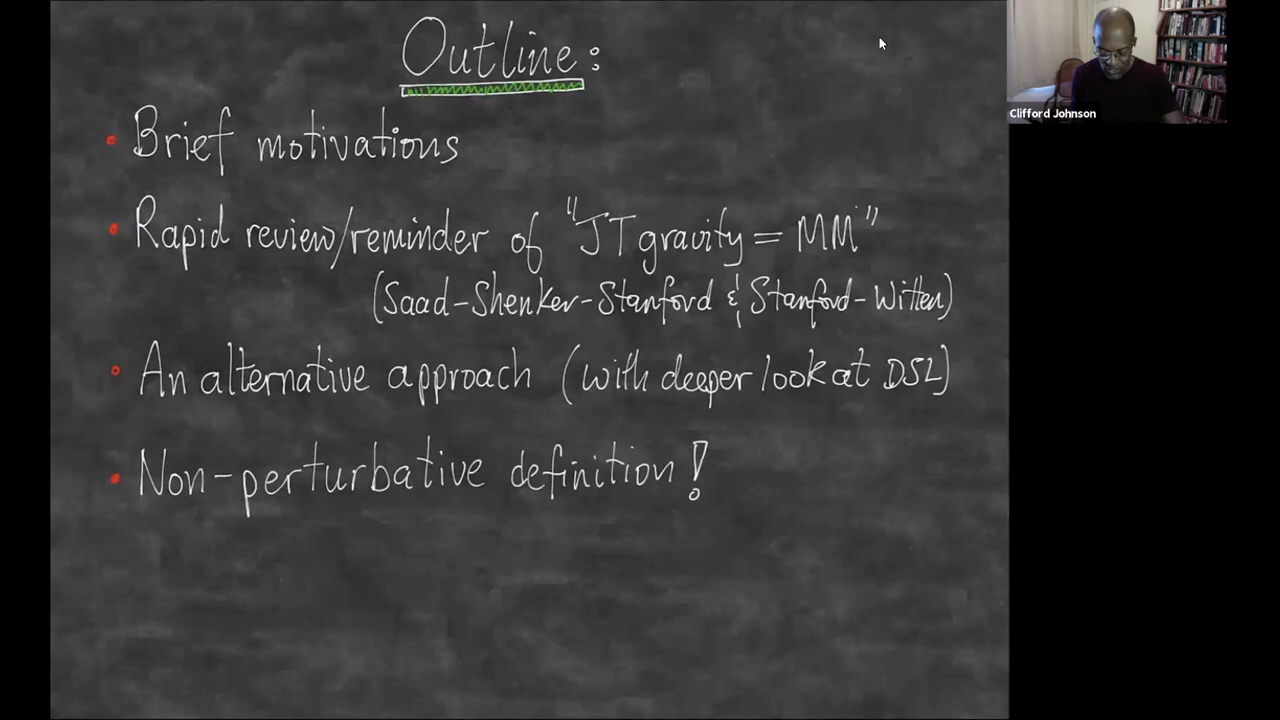 Outline:
• Brief motivations
• Rapid review/reminder of "JT gravity = MM"
(Saad-Shenker-Stanford & Stanford-Witten)
• An alternative approach (with deeper look at DSL)
• Non-perturbative definition!
Clifford Johnson